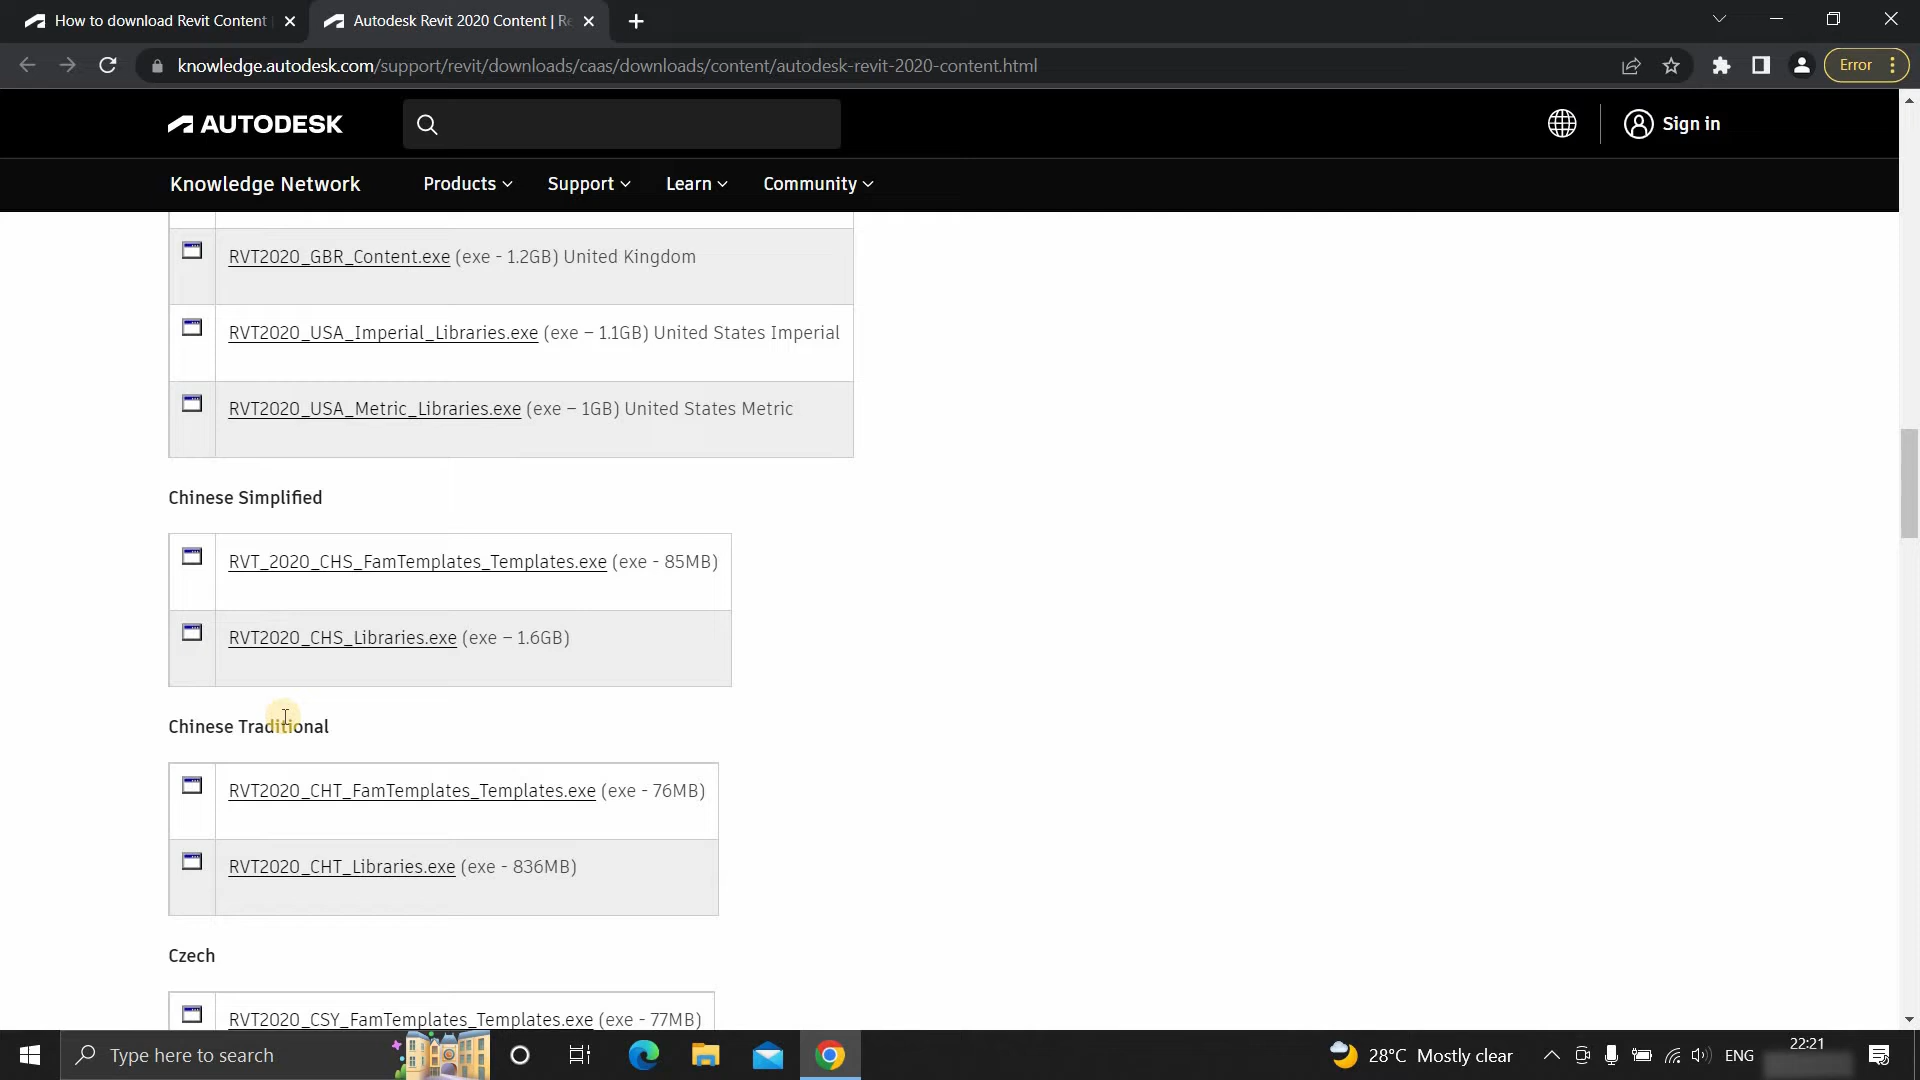 How to download Revit Content
Autodesk Revit 2020 Content | Re
knowledge.autodesk.com/support/revit/downloads/caas/downloads/content/autodesk-revit-2020-content.html
Error
AUTODESK
Sign in
Knowledge Network
Products
Support
Learn
Community
RVT2020_GBR_Content.exe (exe - 1.2GB) United Kingdom
RVT2020_USA_Imperial_Libraries.exe (exe – 1.1GB) United States Imperial
RVT2020_USA_Metric_Libraries.exe (exe – 1GB) United States Metric
Chinese Simplified
RVT_2020_CHS_FamTemplates_Templates.exe (exe - 85MB)
RVT2020_CHS_Libraries.exe (exe – 1.6GB)
Chinese Traditional
RVT2020_CHT_FamTemplates_Templates.exe (exe - 76MB)
RVT2020_CHT_Libraries.exe (exe - 836MB)
Czech
RVT2020_CSY_FamTemplates_Templates.exe (exe - 77MB)
Type here to search
28°C Mostly clear
ENG
22:21